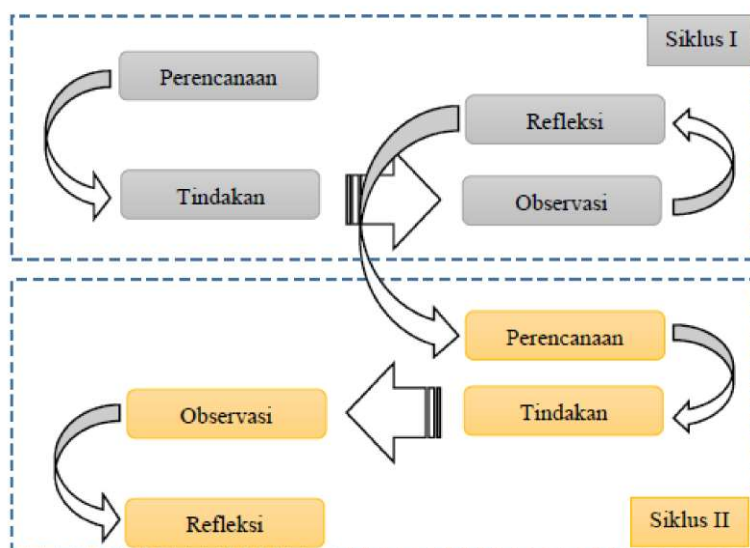 Siklus I
Perencanaan
Refleksi
Tindakan
Observasi
Perencanaan
Observasi
Tindakan
Refleksi
Siklus II